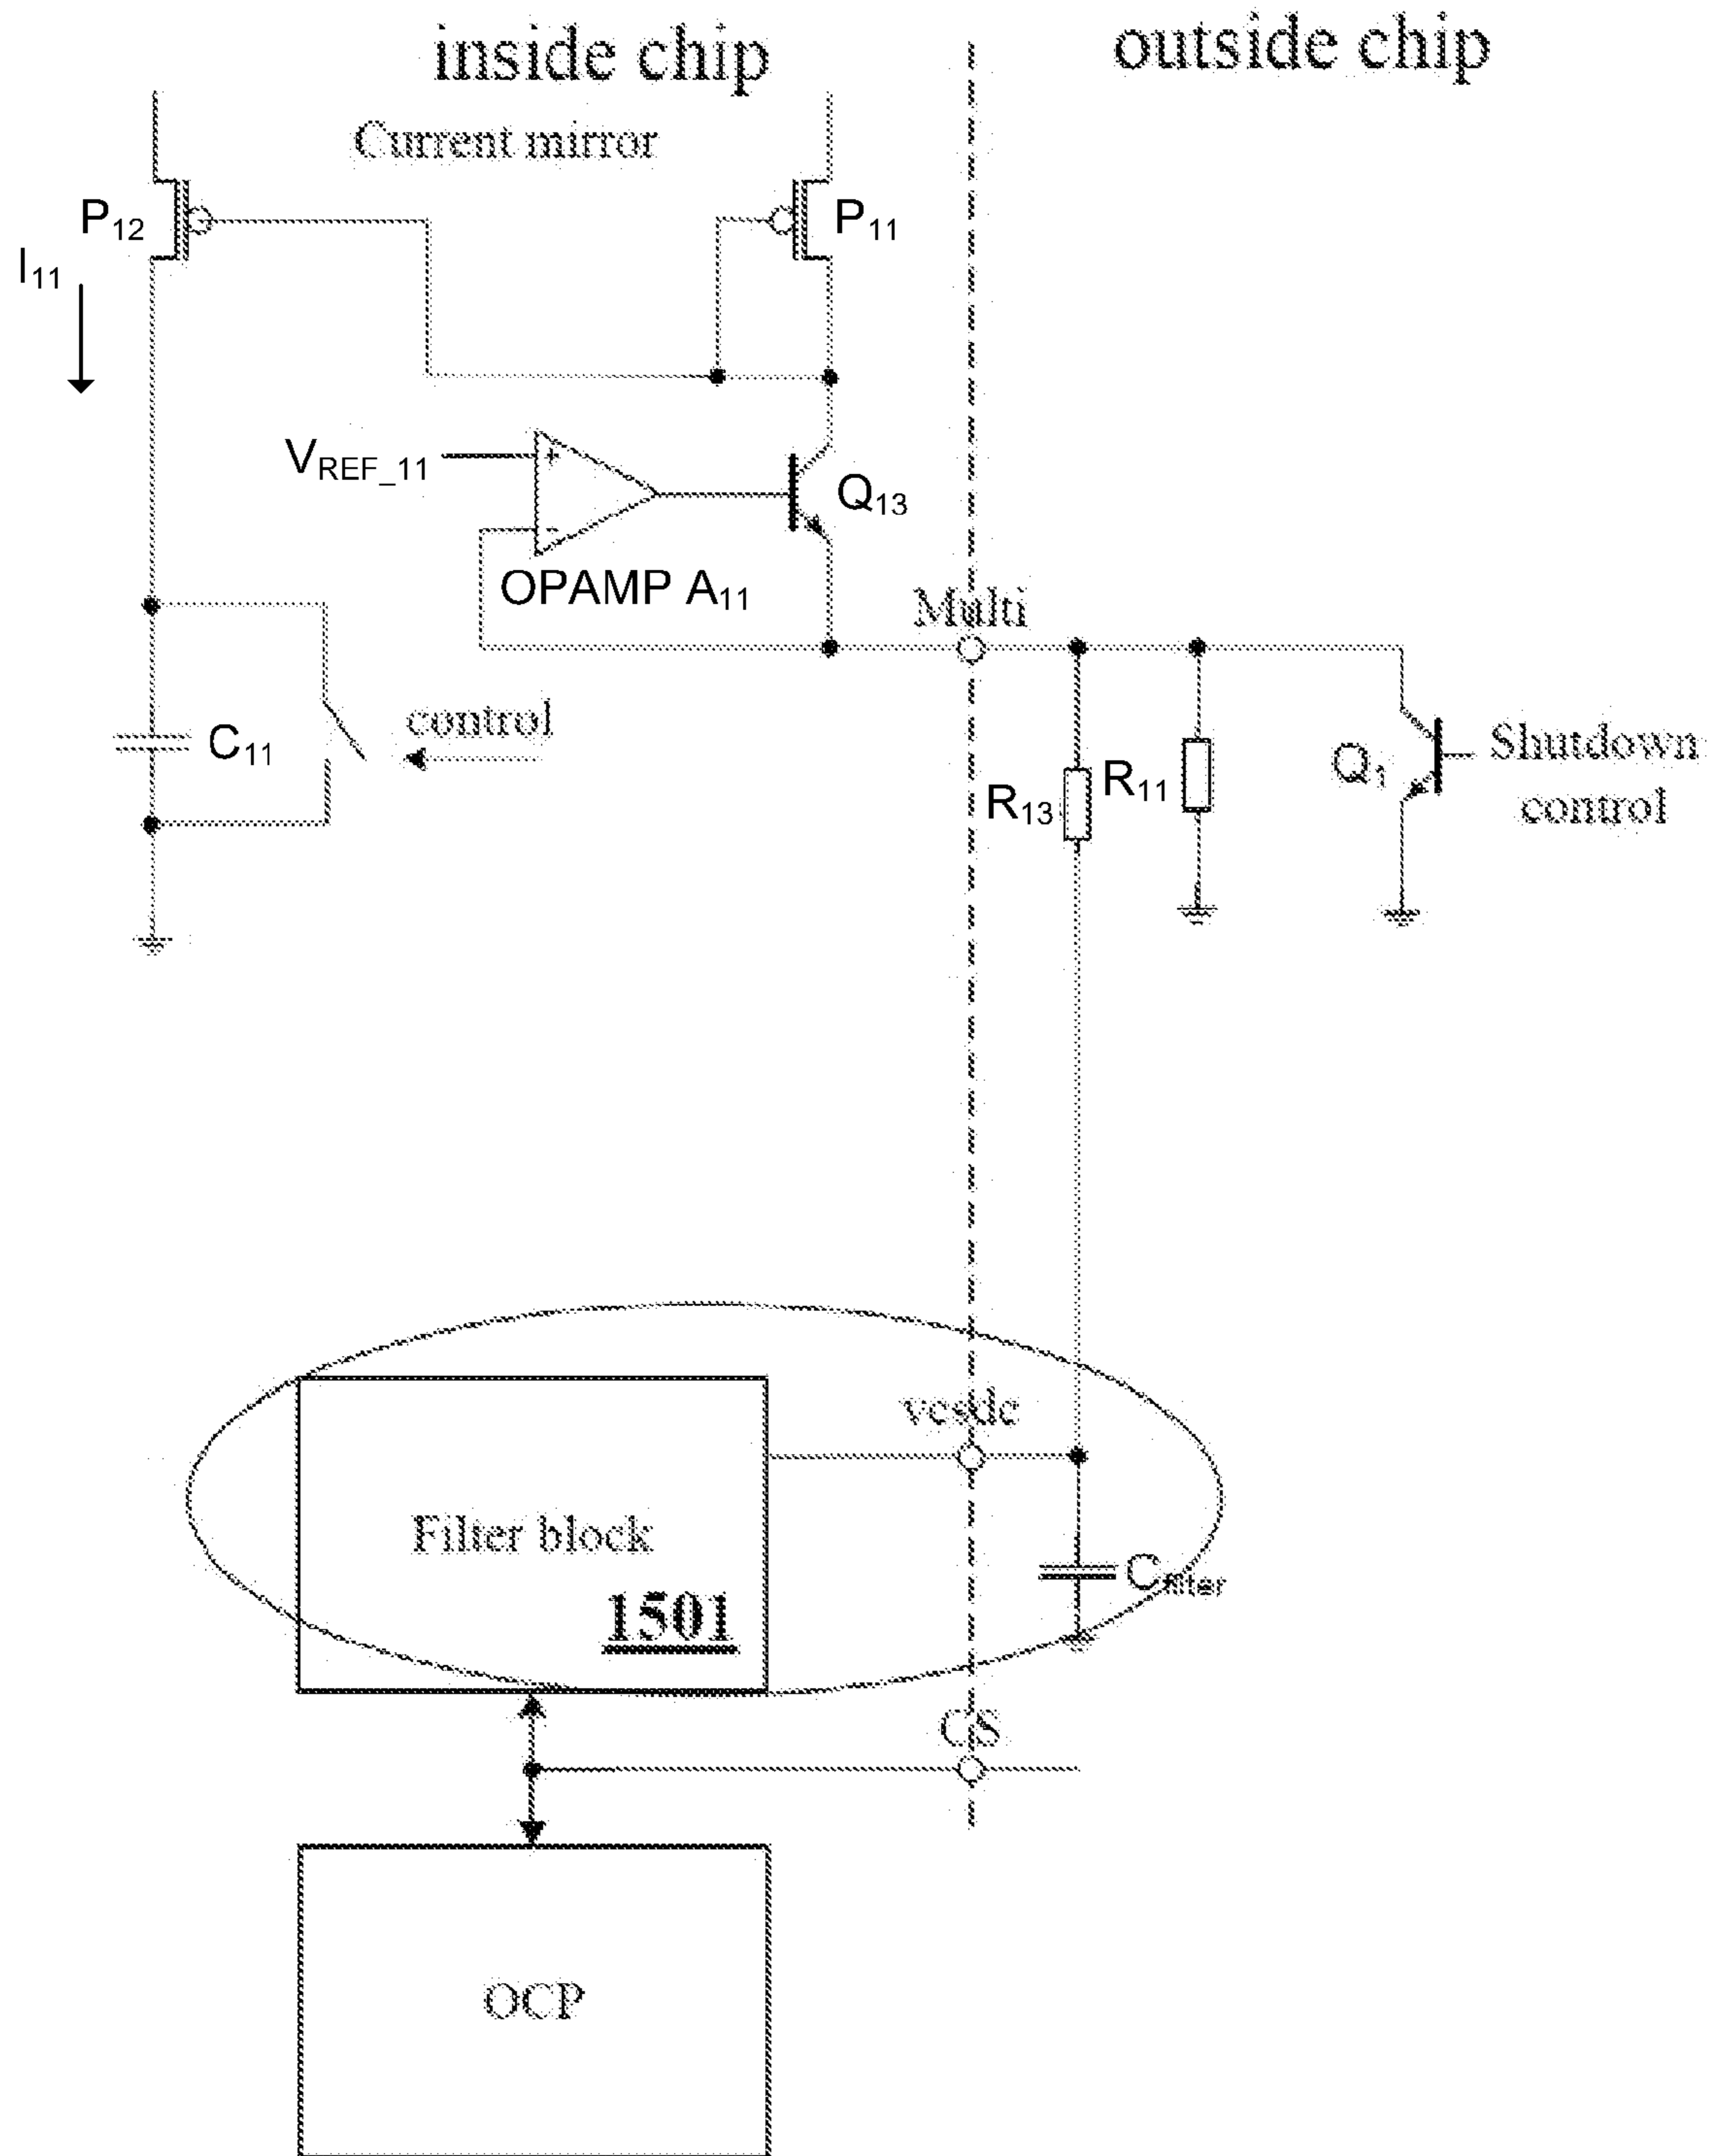 inside chip
outside chip
Current mirror
P12
P11
I11
VREF_11
+
-
Q13
OPAMP A11
Multi
C11
control
R13
R11
Q1
Shutdown
control
vcsdc
Filter block
1501
Cfilter
CS
OCP